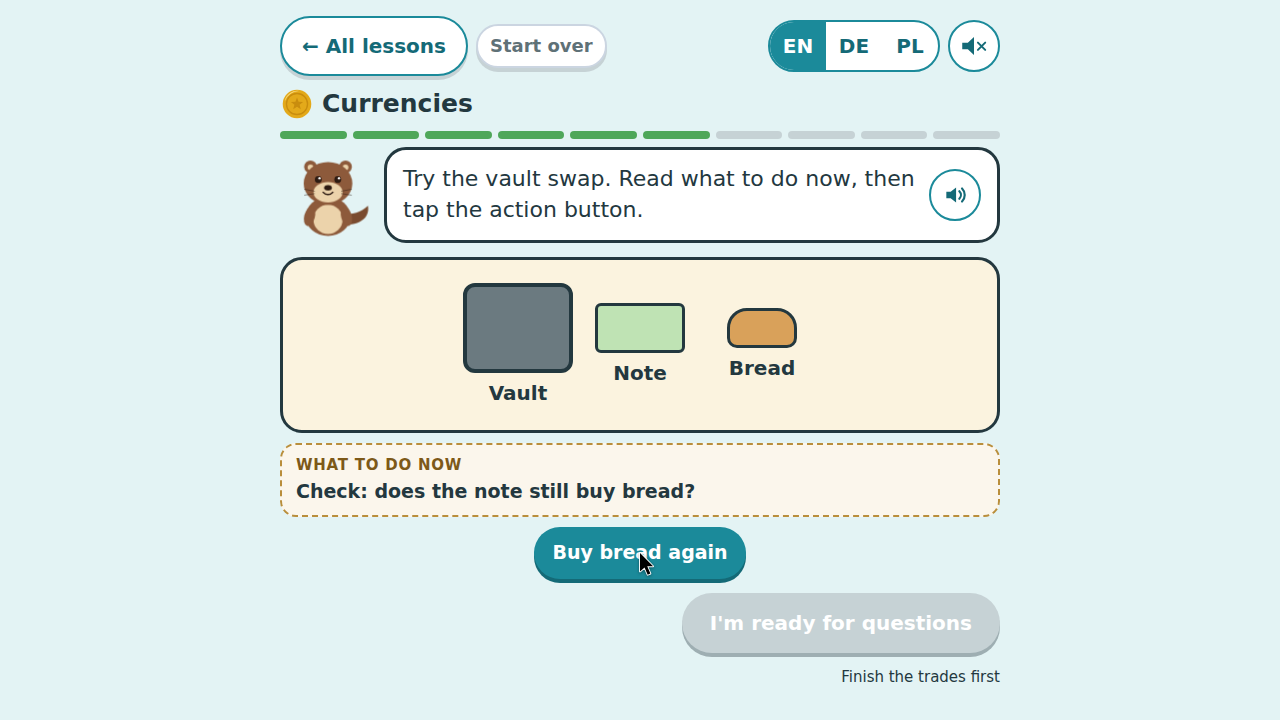 ← All lessons
Start over
EN DE PL
Currencies
Try the vault swap. Read what to do now, then
tap the action button.
Vault
Note
Bread
WHAT TO DO NOW
Check: does the note still buy bread?
Buy bread again
I'm ready for questions
Finish the trades first